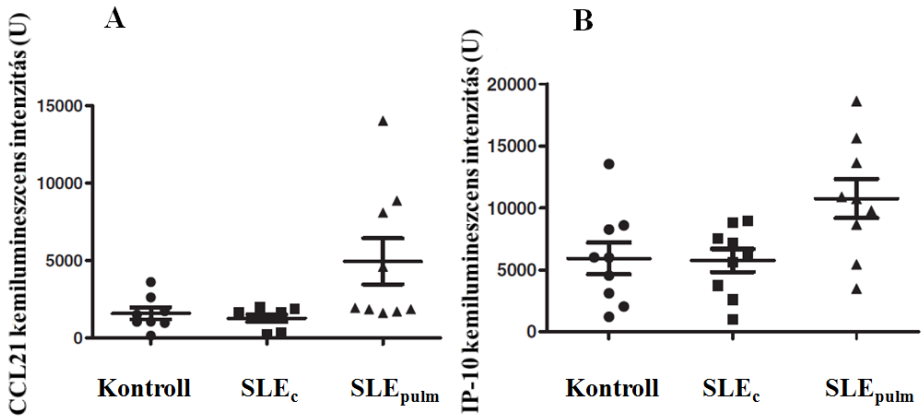 A
CCL21 kemilumineszcens intenzitás (U)
15000
10000
5000
0
Kontroll SLEc SLEpulm
B
IP-10 kemilumineszcens intenzitás (U)
20000
15000
10000
5000
0
Kontroll SLEc SLEpulm